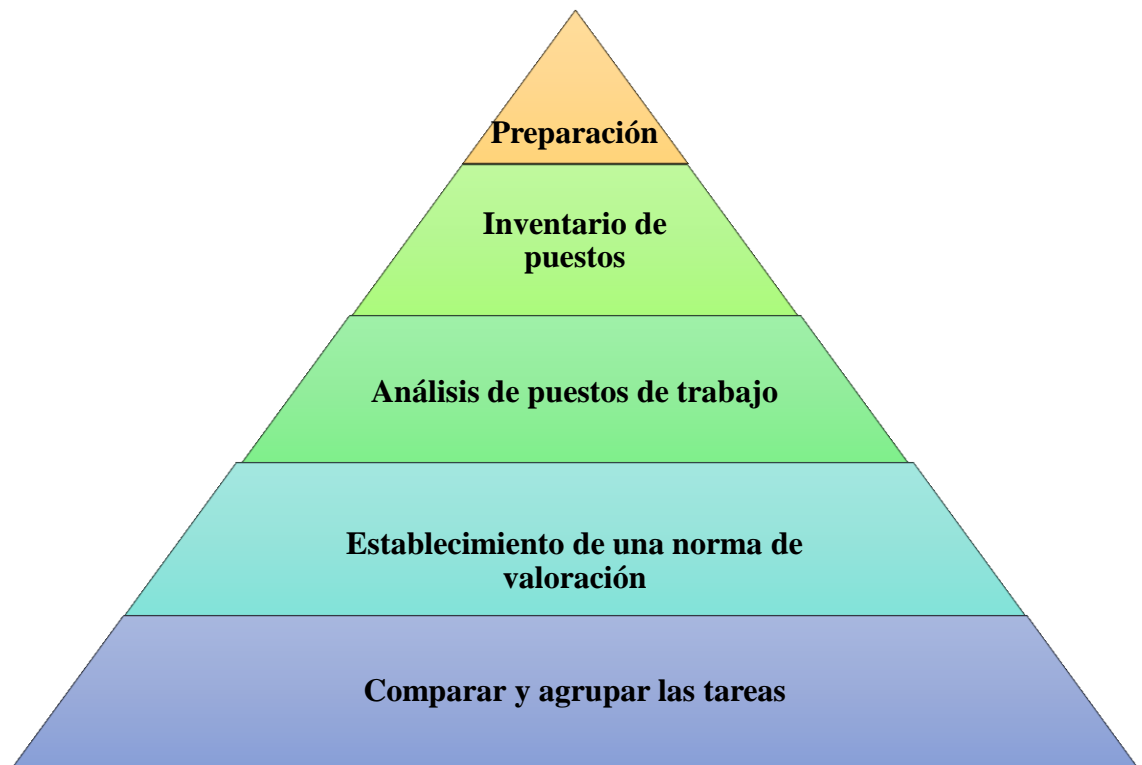 Preparación
Inventario de
puestos
Análisis de puestos de trabajo
Establecimiento de una norma de
valoración
Comparar y agrupar las tareas